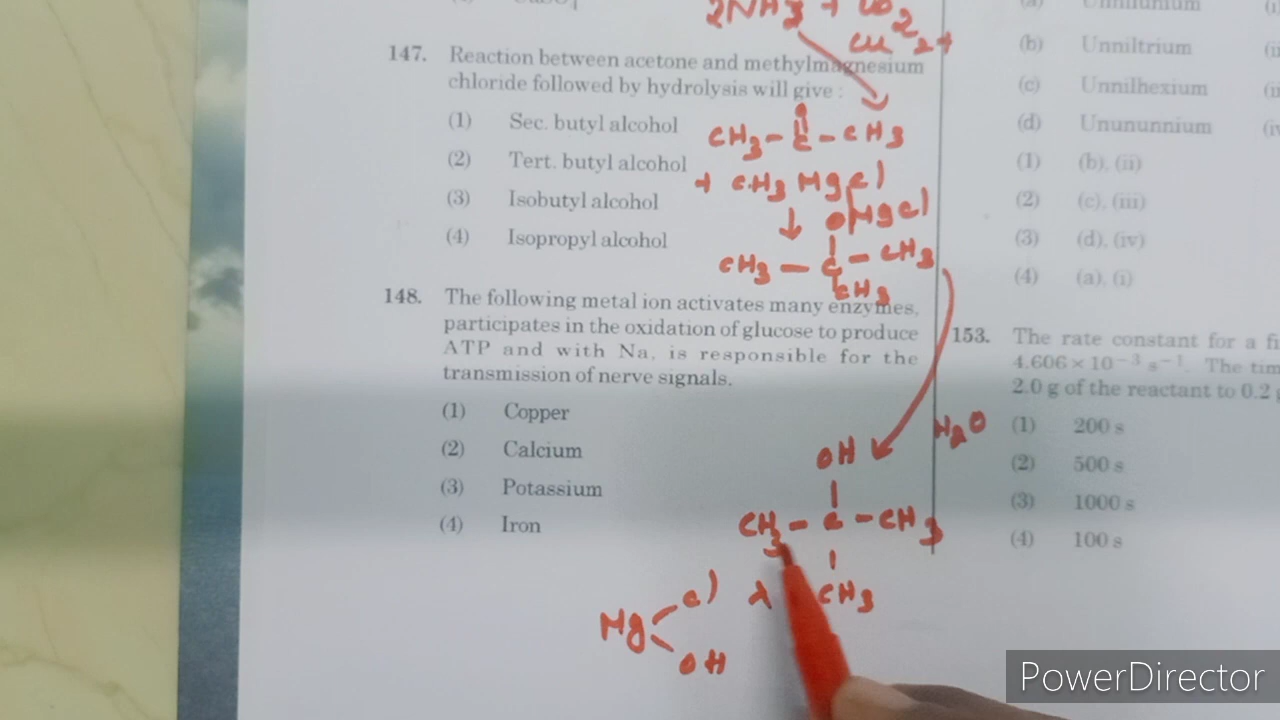 2NH3 + CO2
Cu2+
147. Reaction between acetone and methylmagnesium
chloride followed by hydrolysis will give :
(1) Sec. butyl alcohol
(2) Tert. butyl alcohol
(3) Isobutyl alcohol
(4) Isopropyl alcohol
O
CH3-C-CH3
+ CH3 MgCl
↓ OMgCl
CH3 - C - CH3
CH3
148. The following metal ion activates many enzymes,
participates in the oxidation of glucose to produce
ATP and with Na, is responsible for the
transmission of nerve signals.
(1) Copper
(2) Calcium
(3) Potassium
(4) Iron
H2O
OH
CH3 - C - CH3
CH3
Mg
Cl
OH
(a)
(b) Unniltrium
(c) Unnilhexium
(d) Unununnium
(1) (b), (ii)
(2) (c), (iii)
(3) (d), (iv)
(4) (a), (i)
153. The rate constant for a
4.606 × 10−3 s−1. The
2.0 g of the reactant to 0.2
(1) 200 s
(2) 500 s
(3) 1000 s
(4) 100 s
PowerDirector